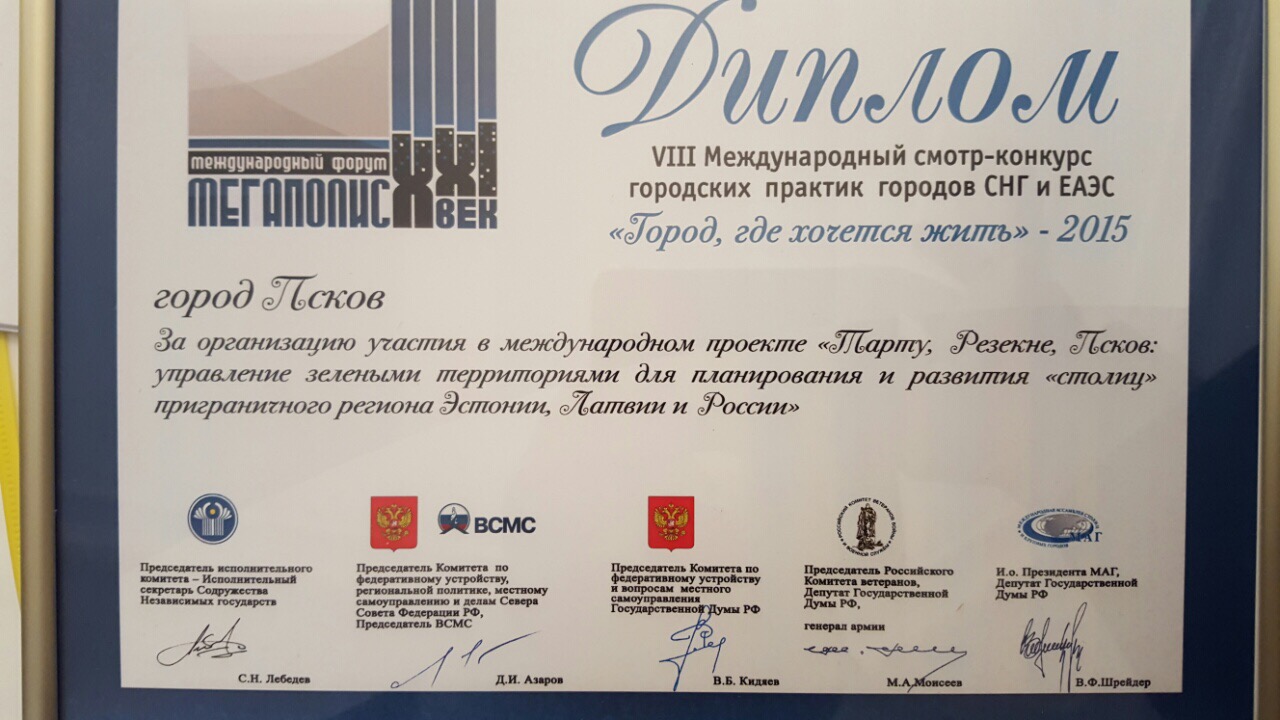 международный форум
МЕГАПОЛИС XXI ВЕК
Диплом
VIII Международный смотр-конкурс
городских практик городов СНГ и ЕАЭС
«Город, где хочется жить» - 2015
город Псков
За организацию участия в международном проекте «Тарту, Резекне, Псков:
управление зелеными территориями для планирования и развития «столиц»
приграничного региона Эстонии, Латвии и России»
ВСМС
МАГ
Председатель исполнительного
комитета – Исполнительный
секретарь Содружества
Независимых государств
С.Н. Лебедев
Председатель Комитета по
федеративному устройству,
региональной политике, местному
самоуправлению и делам Севера
Совета Федерации РФ,
Председатель ВСМС
Д.И. Азаров
Председатель Комитета по
федеративному устройству
и вопросам местного
самоуправления
Государственной Думы РФ
В.Б. Кидяев
Председатель Российского
Комитета ветеранов,
Депутат Государственной
Думы РФ,
генерал армии
М.А.Моисеев
И.о. Президента МАГ,
Депутат Государственной
Думы РФ
В.Ф.Шрейдер